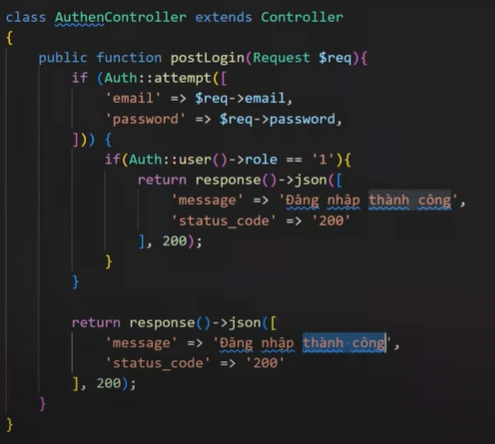 class AuthenController extends Controller
{
    public function postLogin(Request $req){
        if (Auth::attempt([
            'email' => $req->email,
            'password' => $req->password,
        ])) {
            if(Auth::user()->role == '1'){
                return response()->json([
                    'message' => 'Đăng nhập thành công',
                    'status_code' => '200'
                ], 200);
            }
        }

        return response()->json([
            'message' => 'Đăng nhập thành công',
            'status_code' => '200'
        ], 200);
    }
}